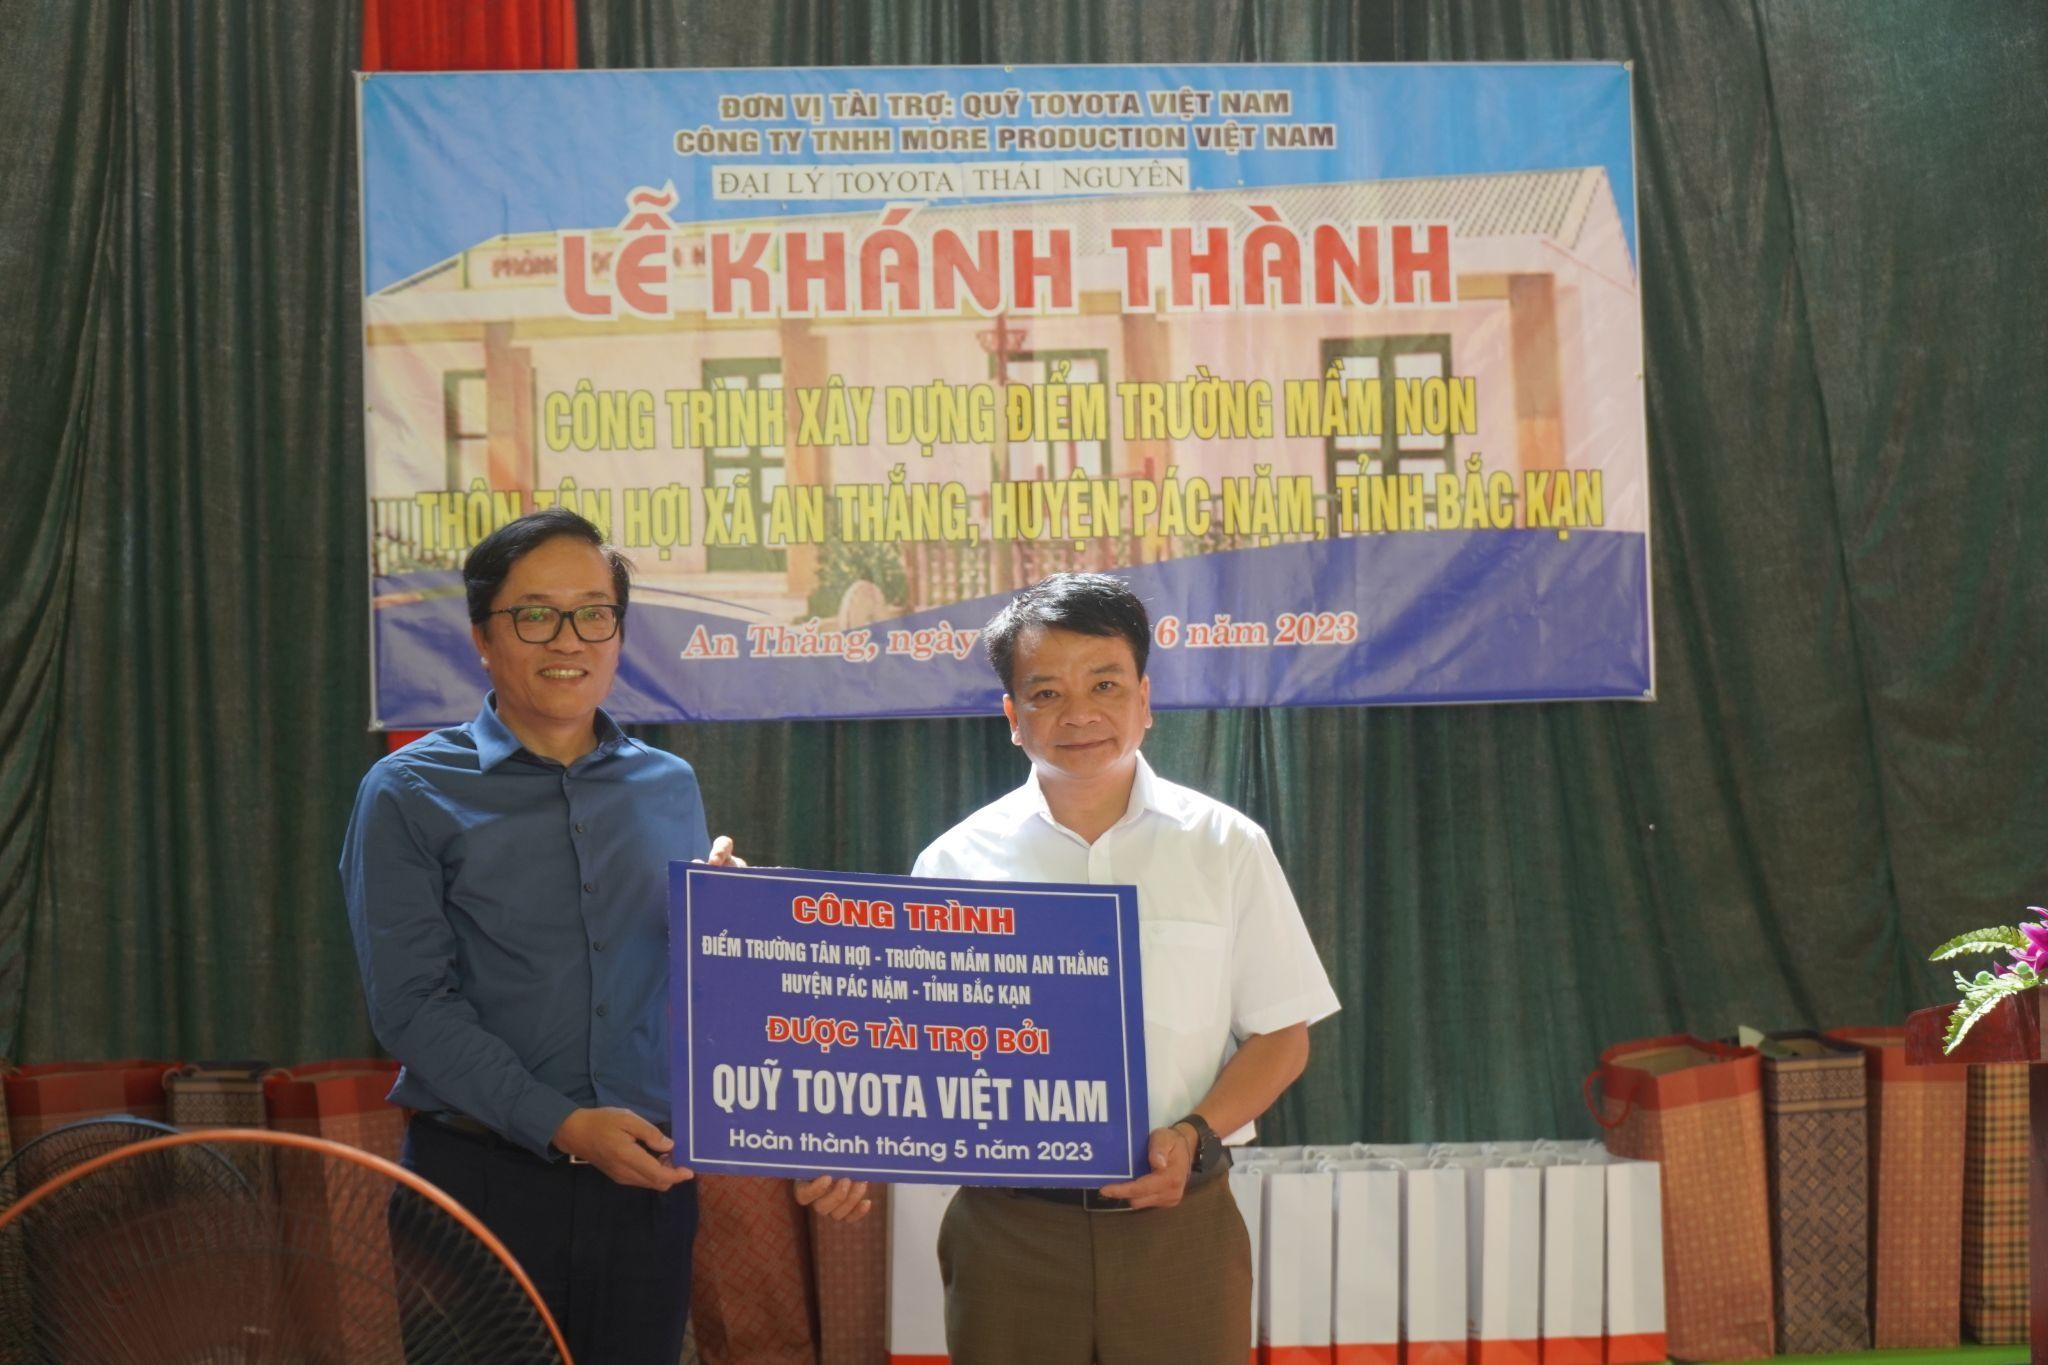 ĐƠN VỊ TÀI TRỢ: QUỸ TOYOTA VIỆT NAM
CÔNG TY TNHH MORE PRODUCTION VIỆT NAM
ĐẠI LÝ TOYOTA THÁI NGUYÊN
LỄ KHÁNH THÀNH
CÔNG TRÌNH XÂY DỰNG ĐIỂM TRƯỜNG MẦM NON
THÔN TÂN HỢI XÃ AN THẮNG, HUYỆN PÁC NẶM, TỈNH BẮC KẠN
An Thắng, ngày 6 năm 2023
CÔNG TRÌNH
ĐIỂM TRƯỜNG TÂN HỢI - TRƯỜNG MẦM NON AN THẮNG
HUYỆN PÁC NẶM - TỈNH BẮC KẠN
ĐƯỢC TÀI TRỢ BỞI
QUỸ TOYOTA VIỆT NAM
Hoàn thành tháng 5 năm 2023